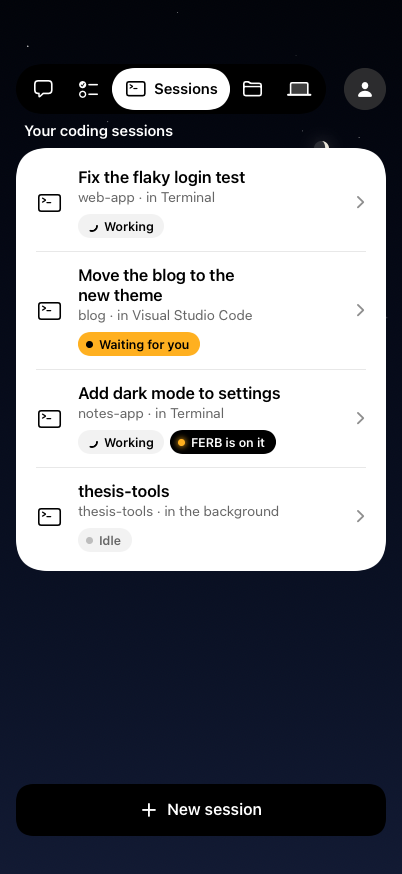 Sessions
Your coding sessions
Fix the flaky login test
web-app · in Terminal
Working
Move the blog to the
new theme
blog · in Visual Studio Code
Waiting for you
Add dark mode to settings
notes-app · in Terminal
Working
FERB is on it
thesis-tools
thesis-tools · in the background
Idle
New session